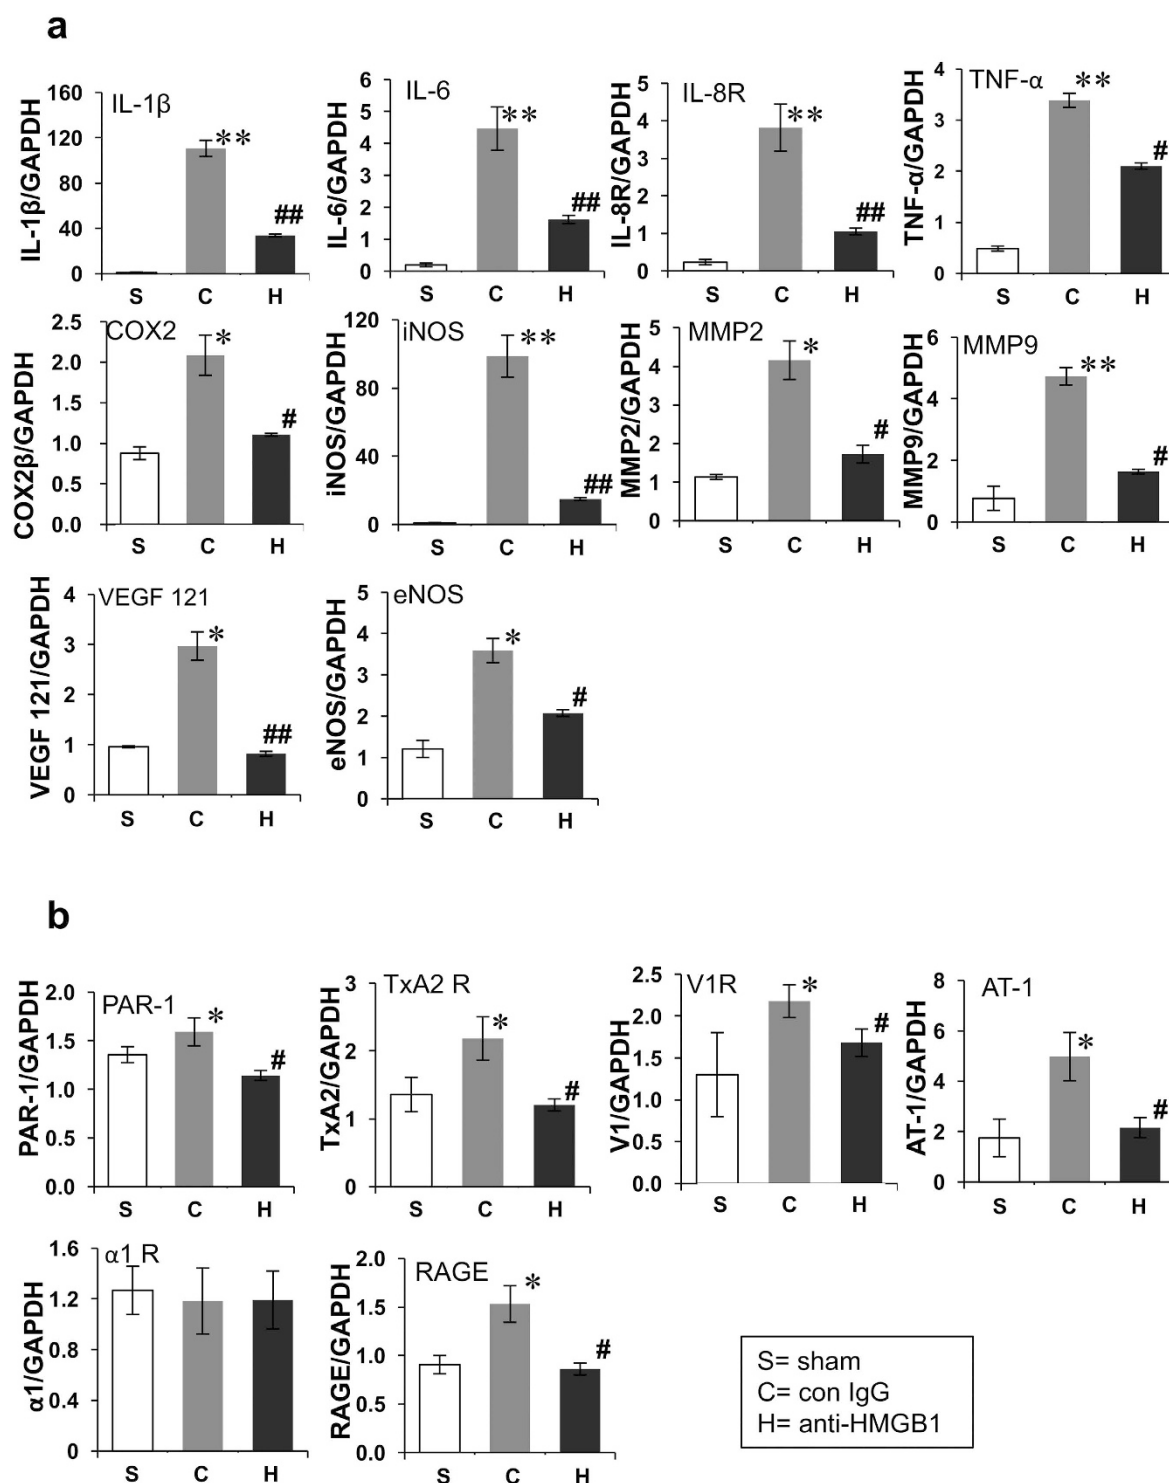 a
IL-1β
IL-1β/GAPDH
160
120
80
40
0
**
##
S C H
IL-6
IL-6/GAPDH
6
5
4
3
2
1
0
**
##
S C H
IL-8R
IL-8R/GAPDH
5
4
3
2
1
0
**
##
S C H
TNF-α
TNF-α/GAPDH
4
3
2
1
0
**
#
S C H
COX2
COX2β/GAPDH
2.5
2.0
1.5
1.0
0.5
0.0
*
#
S C H
iNOS
iNOS/GAPDH
120
80
40
0
**
##
S C H
MMP2
MMP2/GAPDH
5
4
3
2
1
0
*
#
S C H
MMP9
MMP9/GAPDH
6
4
2
0
**
#
S C H
VEGF 121
VEGF 121/GAPDH
4
3
2
1
0
*
##
S C H
eNOS
eNOS/GAPDH
5
4
3
2
1
0
*
#
S C H
b
PAR-1
PAR-1/GAPDH
2.0
1.5
1.0
0.5
0.0
*
#
S C H
TxA2 R
TxA2/GAPDH
3
2
1
0
*
#
S C H
V1R
V1/GAPDH
2.5
2.0
1.5
1.0
0.5
0.0
*
#
S C H
AT-1
AT-1/GAPDH
8
6
4
2
0
*
#
S C H
α1 R
α1/GAPDH
1.6
1.2
0.8
0.4
0
S C H
RAGE
RAGE/GAPDH
2.0
1.5
1.0
0.5
0.0
*
#
S C H
S= sham
C= con IgG
H= anti-HMGB1